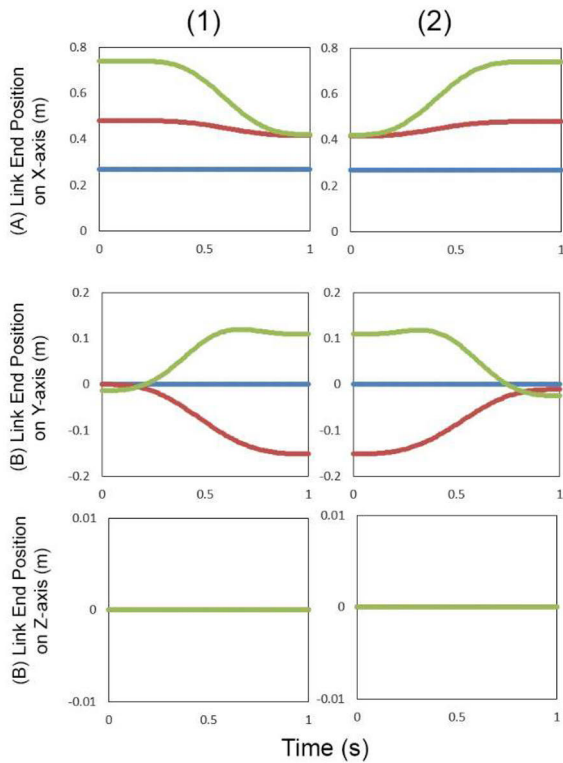 (1) (2)
(A) Link End Position
on X-axis (m)
0.8
0.6
0.4
0.2
0
0 0.5 1
0.8
0.6
0.4
0.2
0
0 0.5 1
(B) Link End Position
on Y-axis (m)
0.2
0.1
0
-0.1
-0.2
0 0.5 1
0.2
0.1
0
-0.1
-0.2
0 0.5 1
(B) Link End Position
on Z-axis (m)
0.01
0
-0.01
0 0.5 1
0.01
0
-0.01
0 0.5 1
Time (s)